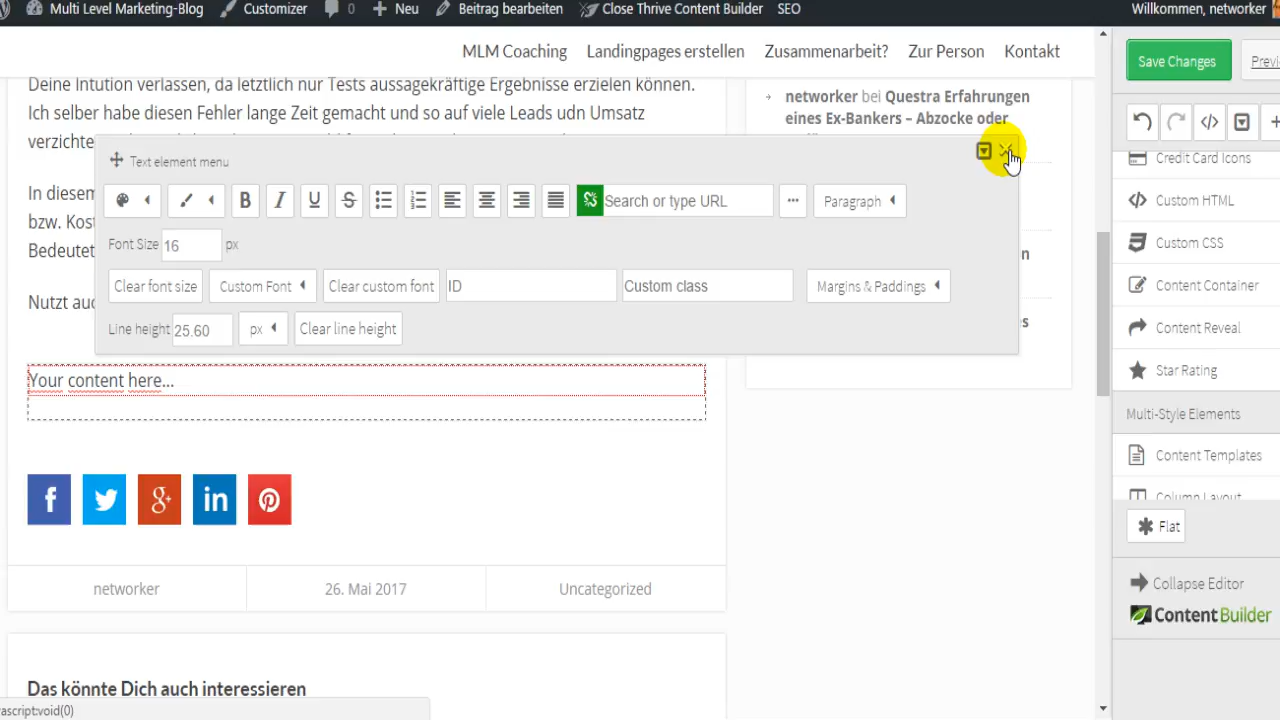 Multi Level Marketing-Blog Customizer 0 Neu Beitrag bearbeiten Close Thrive Content Builder SEO Willkommen, networker
MLM Coaching Landingpages erstellen Zusammenarbeit? Zur Person Kontakt
Save Changes
Deine Intution verlassen, da letztlich nur Tests aussagekräftige Ergebnisse erzielen können.
Ich selber habe diesen Fehler lange Zeit gemacht und so auf viele Leads udn Umsatz
networker bei Questra Erfahrungen
eines Ex-Bankers – Abzocke oder
In diesem
bzw.
Nutzt
Text element menu
B I U S Search or type URL ... Paragraph
Font Size 16 px
Clear font size Custom Font Clear custom font ID Custom class Margins & Paddings
Line height 25.60 px Clear line height
Your content here...
f in
networker 26. Mai 2017 Uncategorized
Das könnte Dich auch interessieren
ascript:void(0)
Credit Card Icons
Custom HTML
Custom CSS
Content Container
Content Reveal
Star Rating
Multi-Style Elements
Content Templates
Column Layout
Flat
Collapse Editor
Content Builder